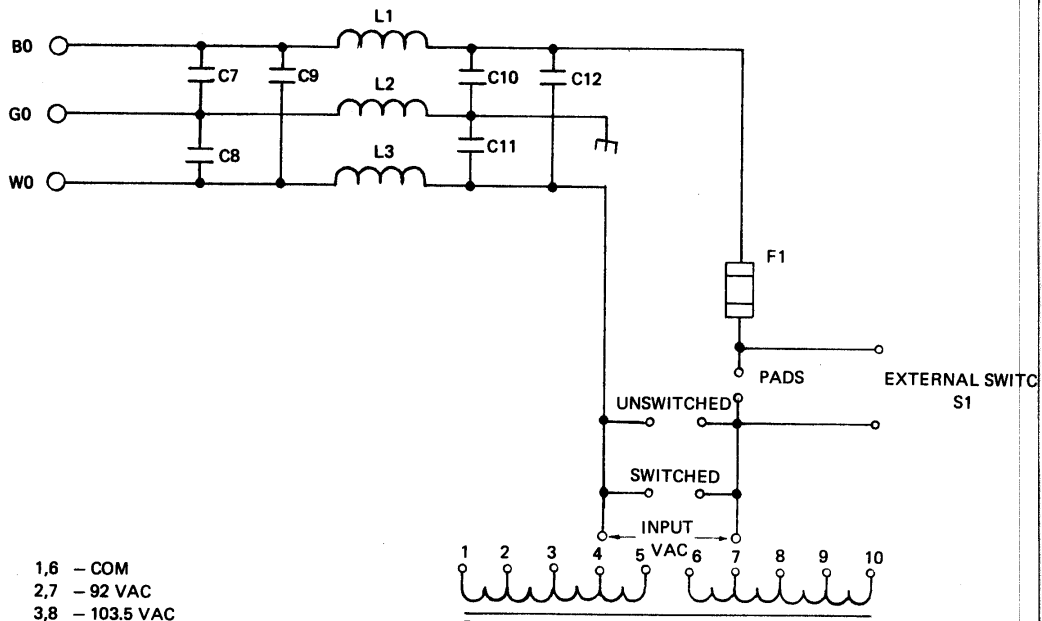 L1
B0
C7
C9
C10
C12
L2
G0
C8
C11
L3
W0
F1
PADS
EXTERNAL SWITC
S1
UNSWITCHED
SWITCHED
INPUT
VAC
1 2 3 4 5 6 7 8 9 10
1,6 – COM
2,7 – 92 VAC
3,8 – 103.5 VAC